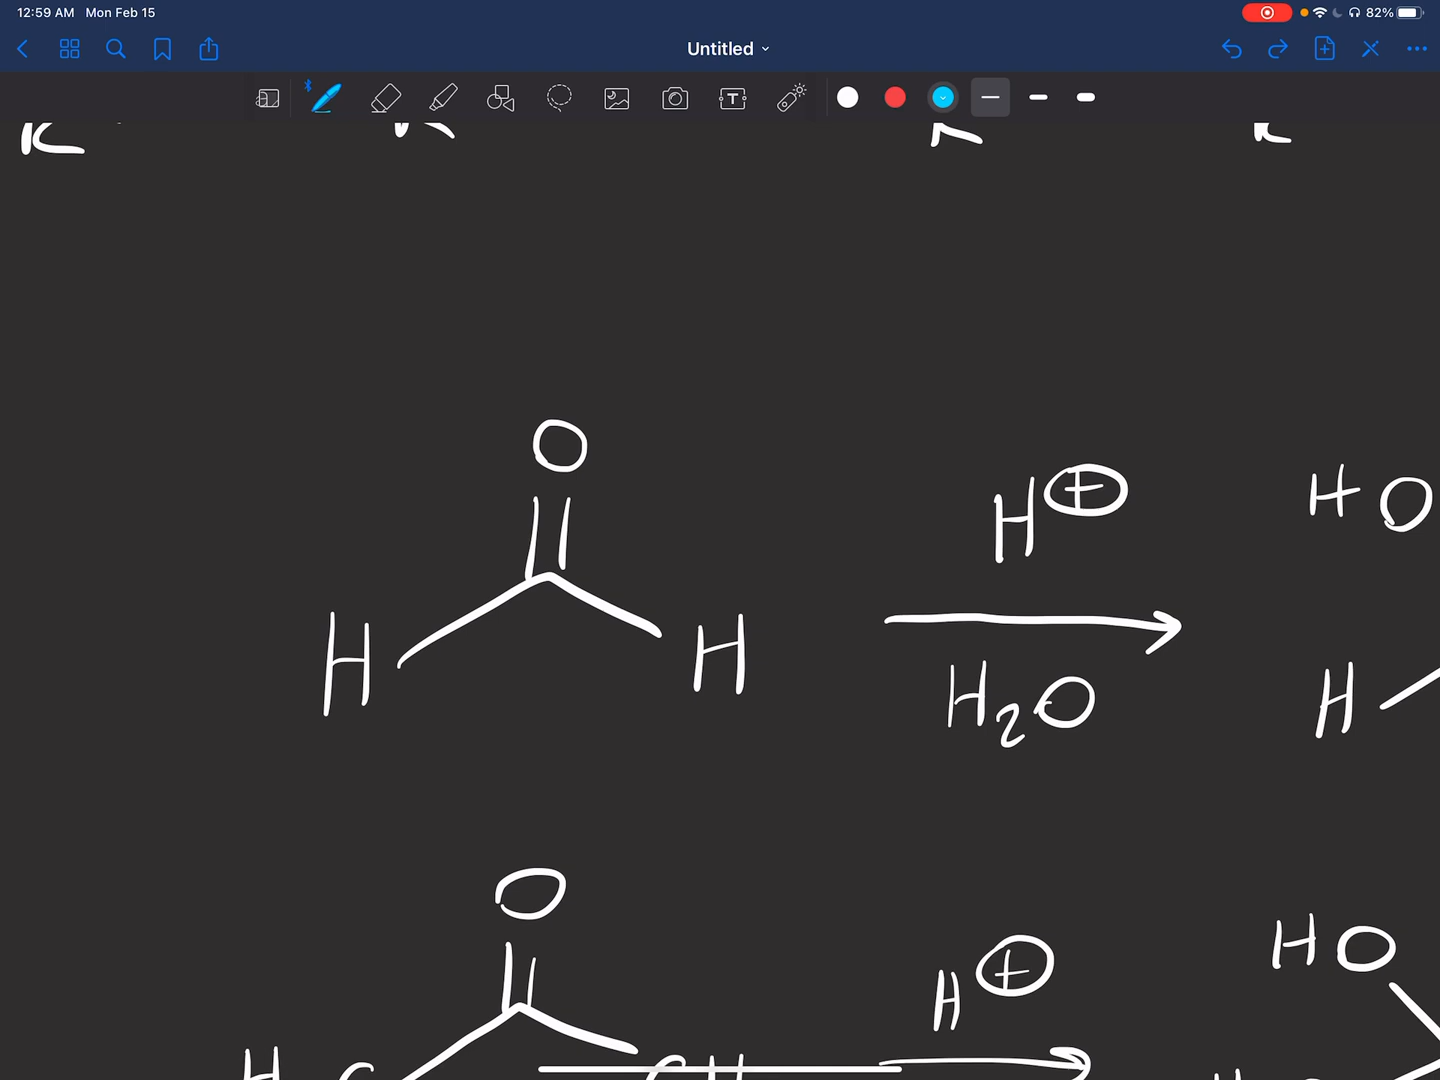 12:59 AM Mon Feb 15
82%
Untitled
T
R R R R
O
H⊕
HO
H H
H₂O
H
O
H⊕
HO